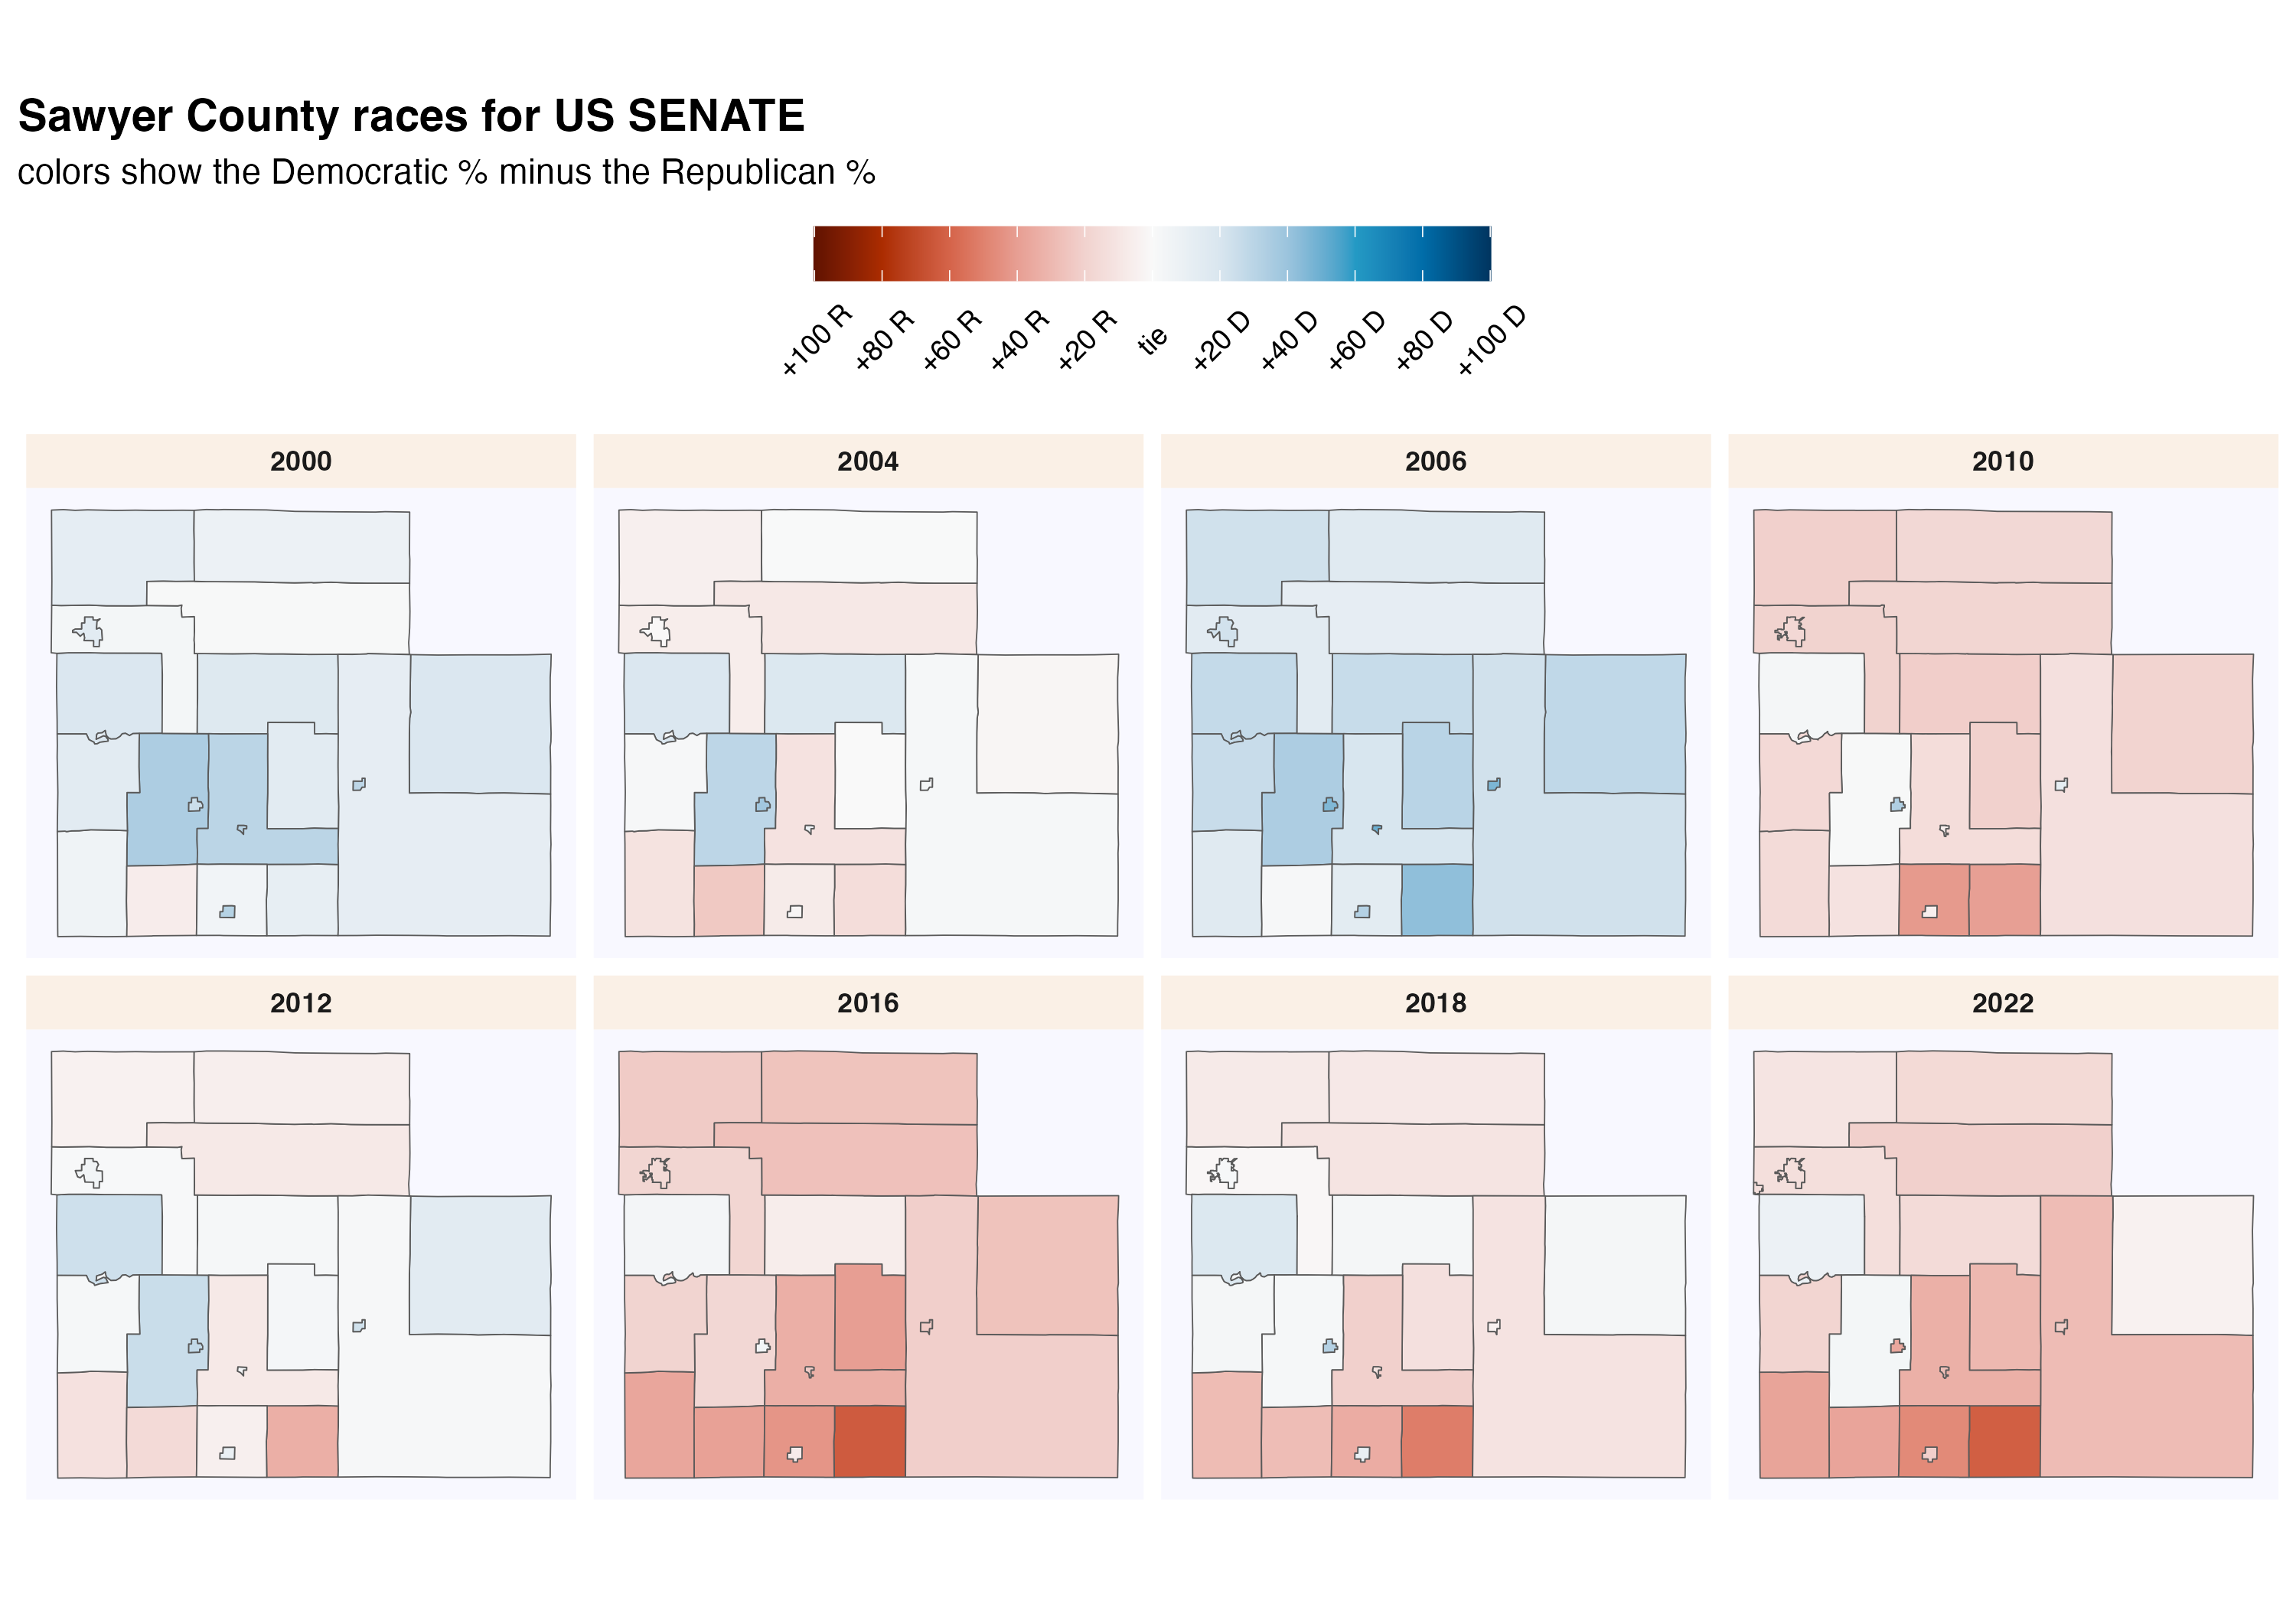 Sawyer County races for US SENATE
colors show the Democratic % minus the Republican %
+100 R +80 R +60 R +40 R +20 R tie +20 D +40 D +60 D +80 D +100 D
2000 2004 2006 2010
2012 2016 2018 2022